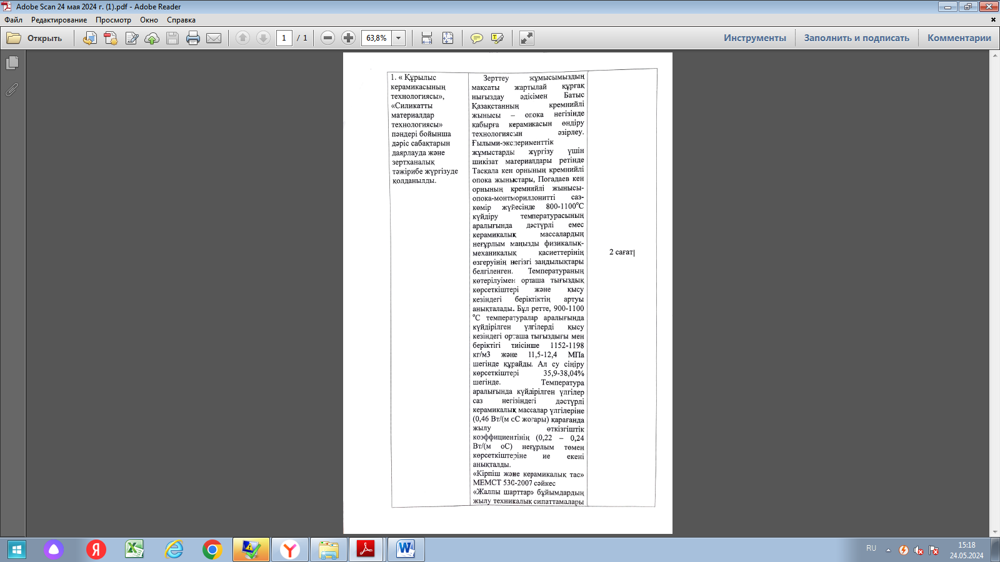 Adobe Scan 24 мая 2024 г. (1).pdf - Adobe Reader
Файл Редактирование Просмотр Окно Справка
Открыть 1 / 1 63,8% Инструменты Заполнить и подписать Комментарии
1. « Құрылыс
керамикасының
технологиясы»,
«Силикатты
материалдар
технологиясы»
пәндері бойынша
дәріс сабақтарын
даярлауда және
зертханалық
тәжірибе жүргізуде
қолданылды.
Зерттеу жұмысымыздың
мақсаты жартылай құрғақ
нығыздау әдісімен Батыс
Қазақстанның кремнийлі
жынысы – опока негізінде
қабырға керамикасын өндіру
технологиясын әзірлеу.
Ғылыми-эксперименттік
жұмыстарды жүргізу үшін
шикізат материалдары ретінде
Тасқала кен орнының кремнийлі
опока жыныстары, Погадаев кен
орнының кремнийлі жынысы-
опока-монтмориллонитті саз-
көмір жүйесінде 800-1100°С
күйдіру температурасының
аралығында дәстүрлі емес
керамикалық массалардың
неғұрлым маңызды физикалық-
механикалық қасиеттерінің
өзгеруінің негізгі заңдылықтары
белгіленген. Температураның
көтерілуімен орташа тығыздық
көрсеткіштері және қысу
кезіндегі беріктіктің артуы
анықталады. Бұл ретте, 900-1100
°С температуралар аралығында
күйдірілген үлгілерді қысу
кезіндегі орташа тығыздығы мен
беріктігі тиісінше 1152-1198
кг/м3 және 11,5-12,4 МПа
шегінде құрайды. Ал су сіңіру
көрсеткіштері 35,9-38,04%
шегінде. Температура
аралығында күйдірілген үлгілер
саз негізіндегі дәстүрлі
керамикалық массалар үлгілеріне
(0,46 Вт/(м оС жоғары) қарағанда
жылу өткізгіштік
коэффициентінің (0,22 – 0,24
Вт/(м оС) неғұрлым төмен
көрсеткіштеріне ие екені
анықталды.
«Кірпіш және керамикалық тас»
МЕМСТ 530-2007 сәйкес
«Жалпы шарттар» бұйымдардың
жылу техникалық сипаттамалары
2 сағат
RU 15:18
24.05.2024